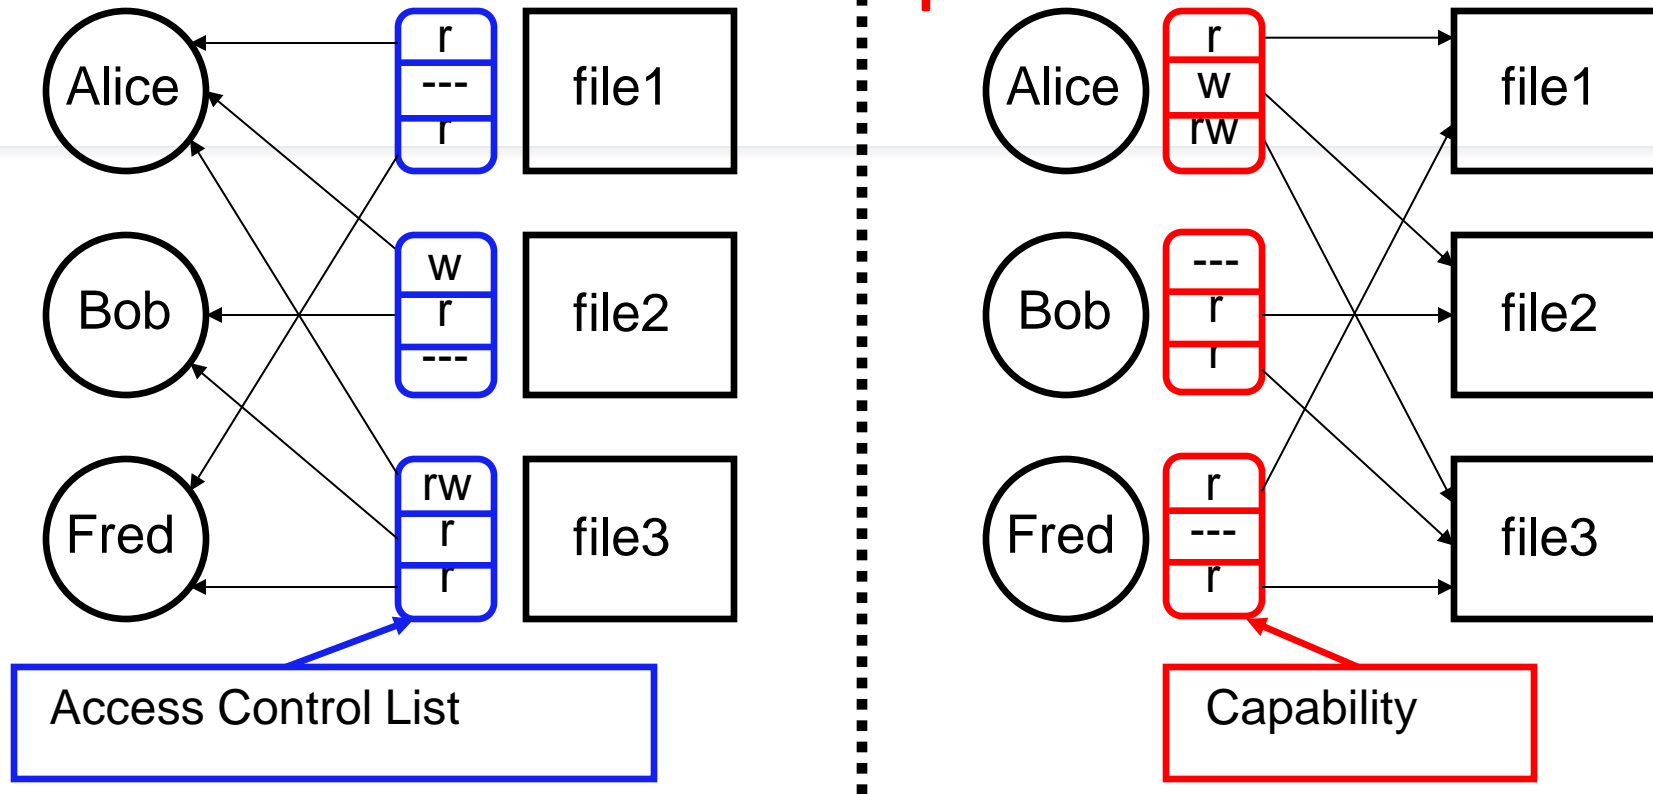 Alice
r
---
r
file1
Bob
w
r
---
file2
Fred
rw
r
r
file3
Access Control List
Alice
r
w
rw
file1
Bob
---
r
r
file2
Fred
r
---
r
file3
Capability